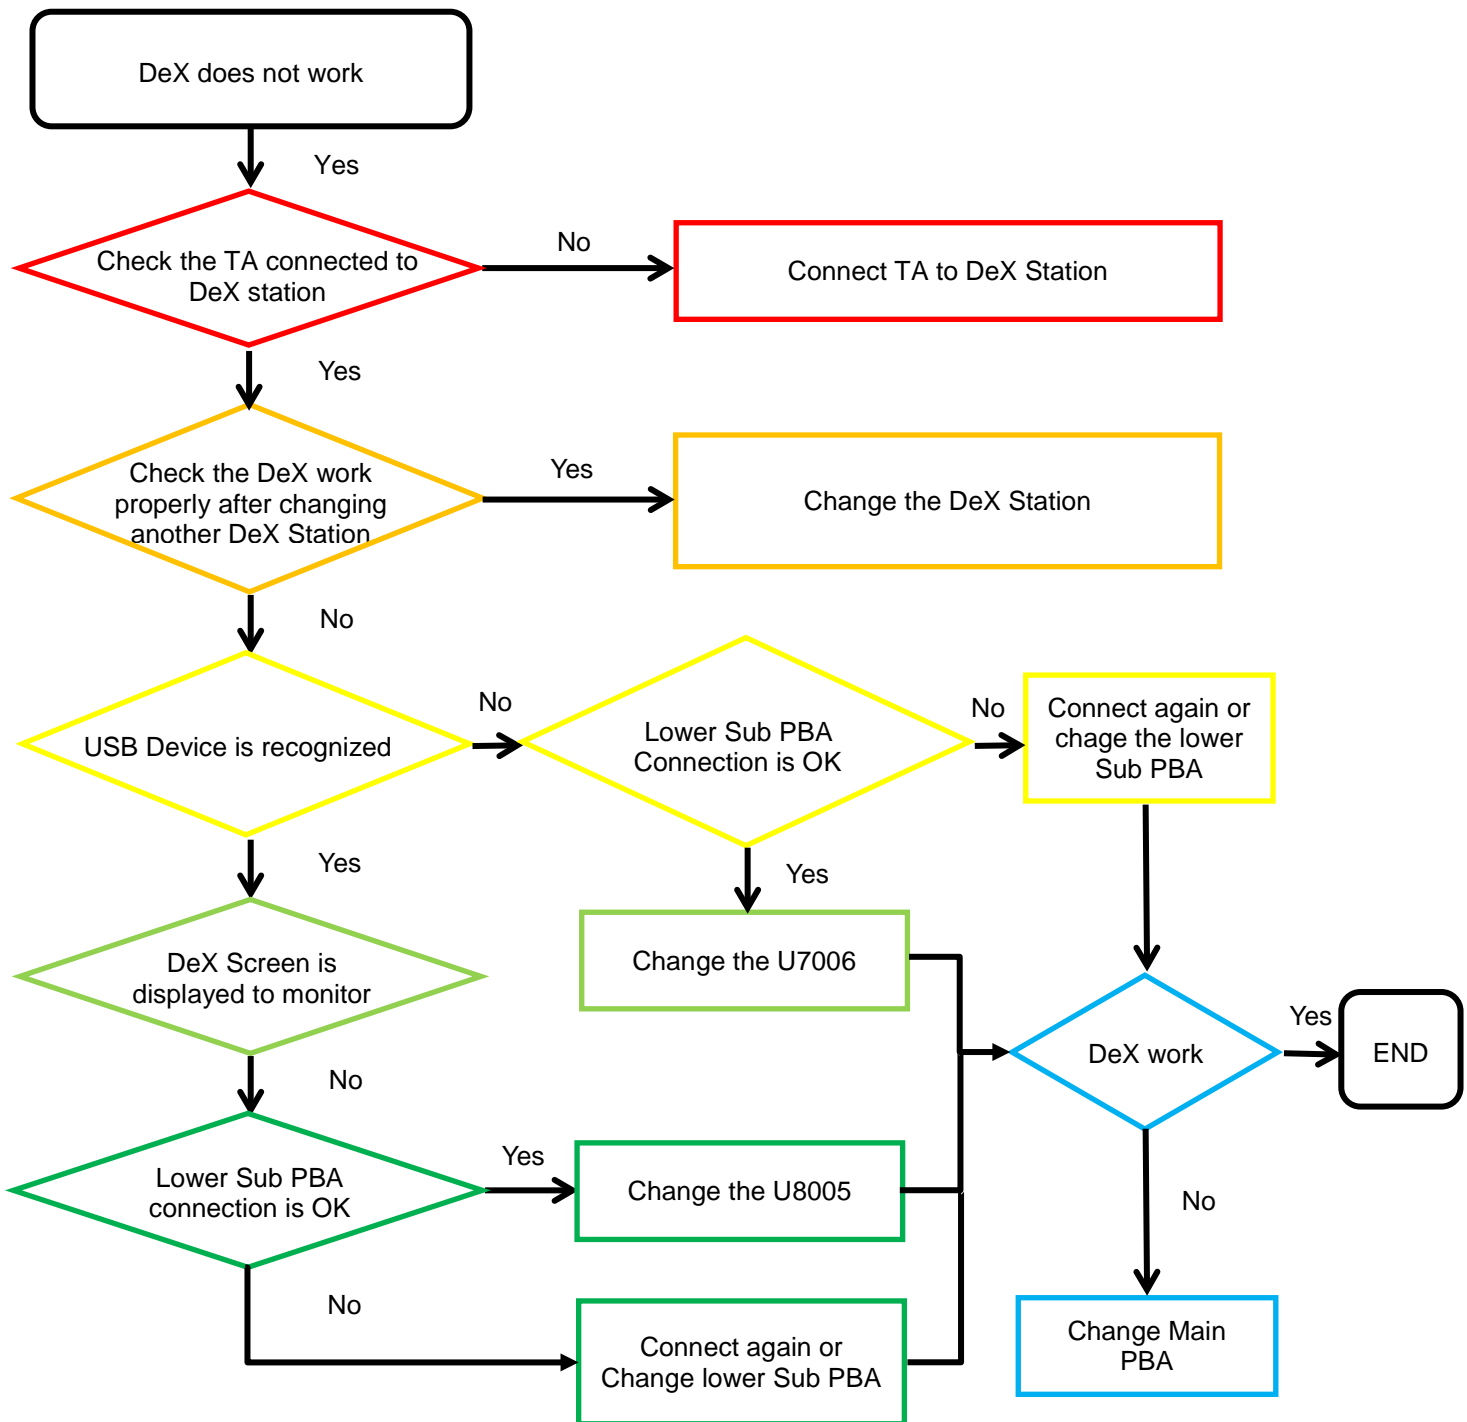 DeX does not work
Yes
Check the TA connected to
DeX station
No
Connect TA to DeX Station
Yes
Check the DeX work
properly after changing
another DeX Station
Yes
Change the DeX Station
No
USB Device is recognized
No
Lower Sub PBA
Connection is OK
No
Connect again or
chage the lower
Sub PBA
Yes
Yes
DeX Screen is
displayed to monitor
Change the U7006
DeX work
Yes
END
No
Lower Sub PBA
connection is OK
Yes
Change the U8005
No
No
Connect again or
Change lower Sub PBA
Change Main
PBA